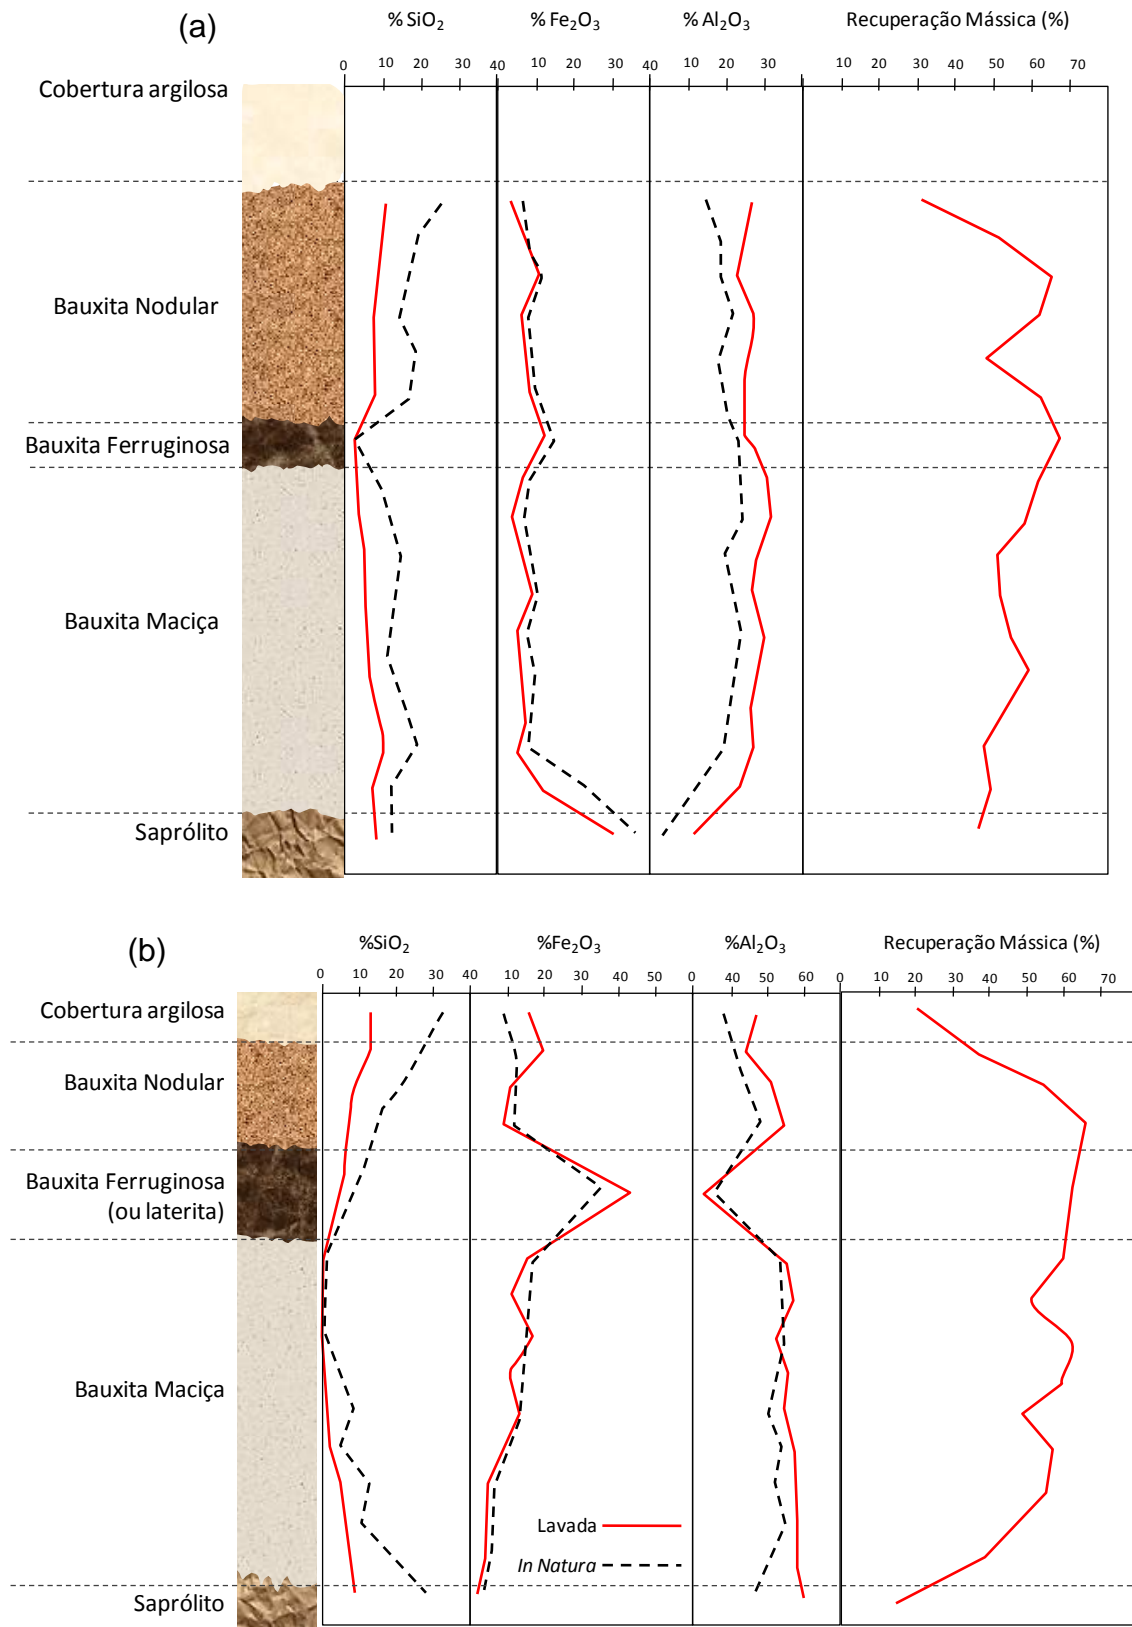 (a)
% SiO₂ % Fe₂O₃ % Al₂O₃ Recuperação Mássica (%)
0 10 20 30 40 10 20 30 40 10 20 30 10 20 30 40 50 60 70
Cobertura argilosa
Bauxita Nodular
Bauxita Ferruginosa
Bauxita Maciça
Saprólito
(b)
%SiO₂ %Fe₂O₃ %Al₂O₃ Recuperação Mássica (%)
0 10 20 30 40 10 20 30 40 50 0 40 50 60 0 10 20 30 40 50 60 70
Cobertura argilosa
Bauxita Nodular
Bauxita Ferruginosa
(ou laterita)
Bauxita Maciça
Lavada
In Natura
Saprólito